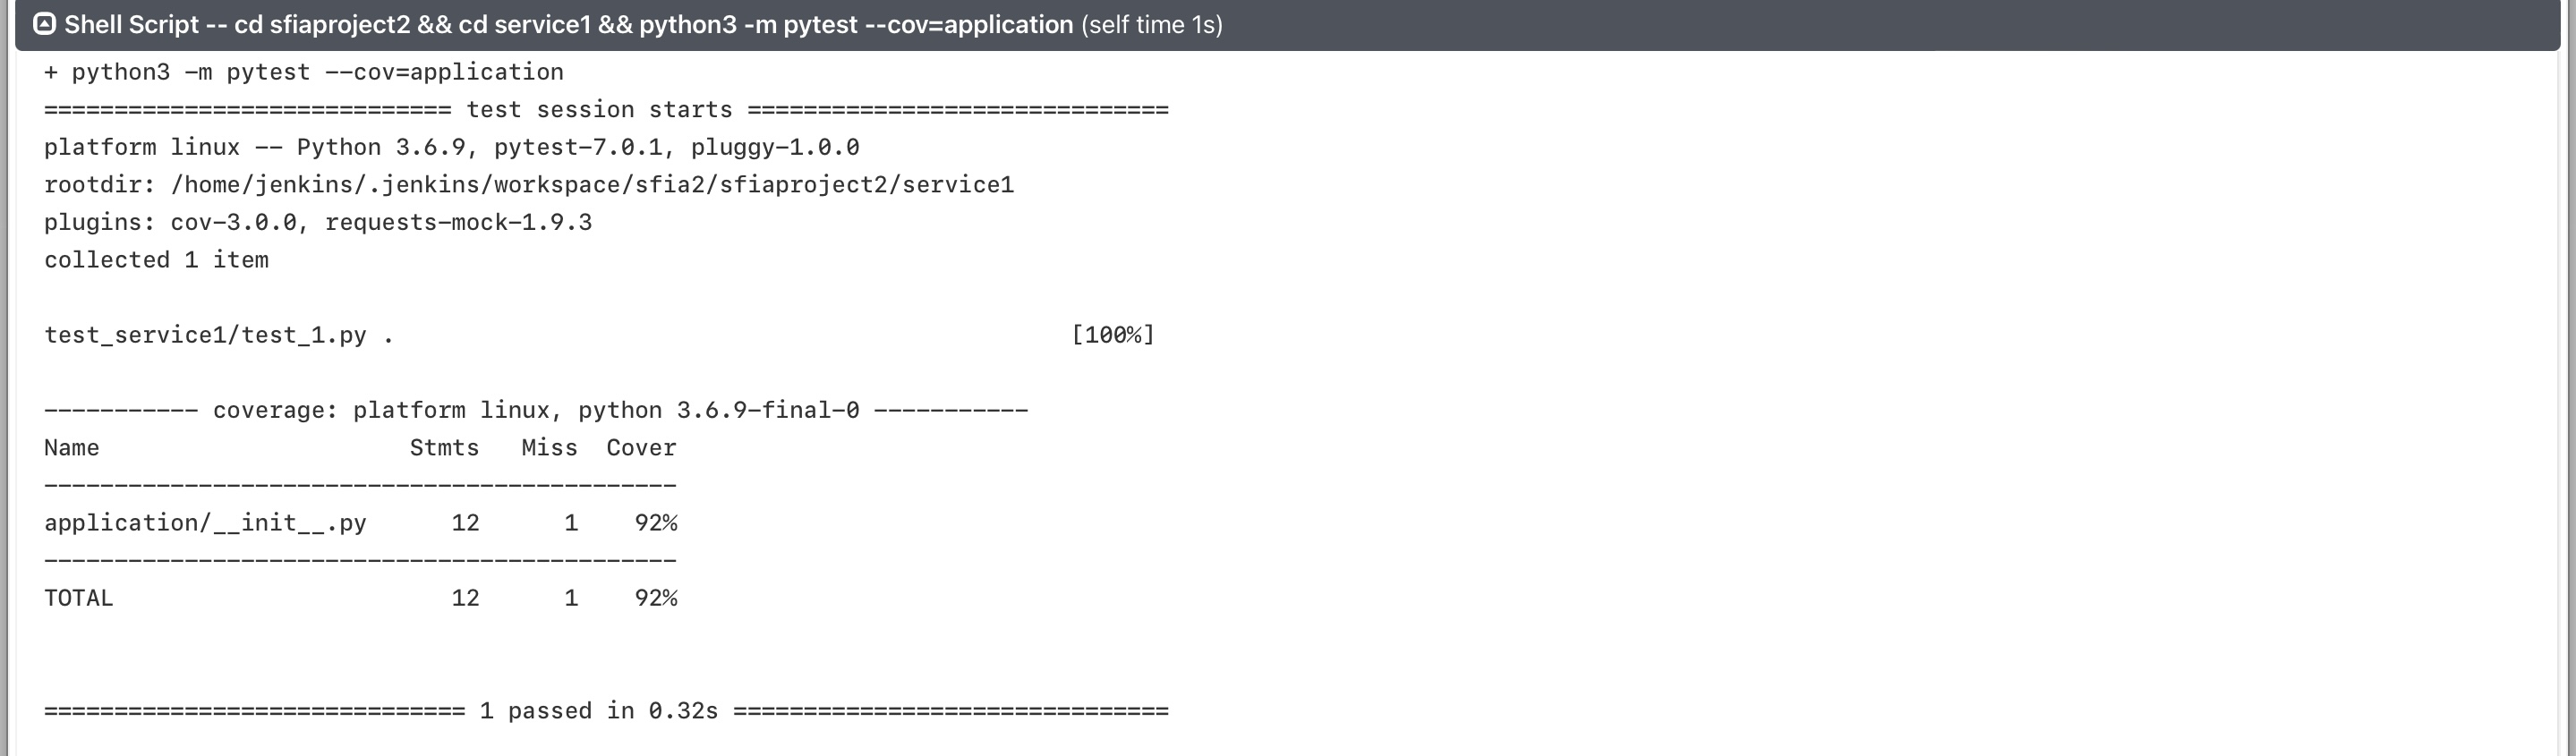 Shell Script -- cd sfiaproject2 && cd service1 && python3 -m pytest --cov=application (self time 1s)
+ python3 -m pytest --cov=application
============================= test session starts ==============================
platform linux -- Python 3.6.9, pytest-7.0.1, pluggy-1.0.0
rootdir: /home/jenkins/.jenkins/workspace/sfia2/sfiaproject2/service1
plugins: cov-3.0.0, requests-mock-1.9.3
collected 1 item
test_service1/test_1.py .                                                [100%]
----------- coverage: platform linux, python 3.6.9-final-0 -----------
Name                      Stmts   Miss  Cover
---------------------------------------------
application/__init__.py      12      1    92%
---------------------------------------------
TOTAL                        12      1    92%
============================== 1 passed in 0.32s ===============================